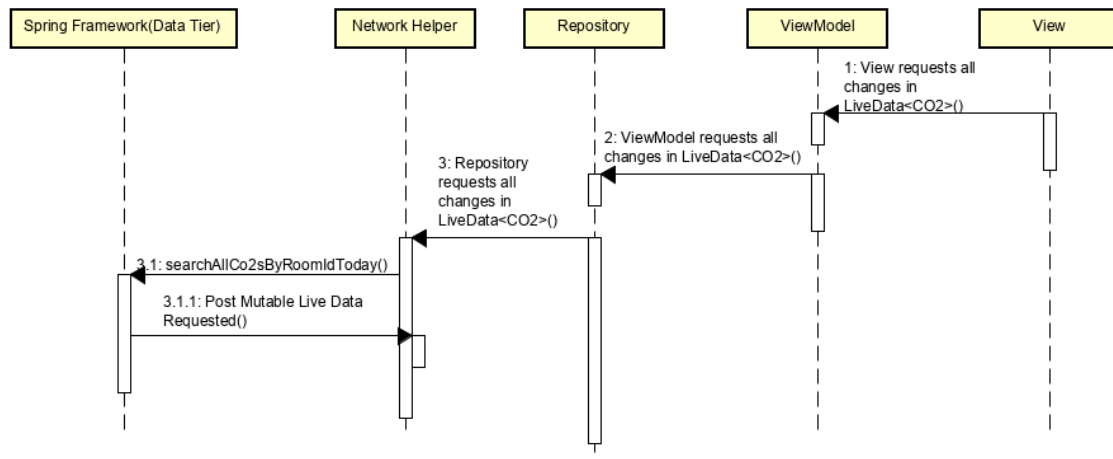 Spring Framework(Data Tier)
Network Helper
Repository
ViewModel
View
1: View requests all
changes in
LiveData<CO2>()
2: ViewModel requests all
changes in LiveData<CO2>()
3: Repository
requests all
changes in
LiveData<CO2>()
3.1: searchAllCo2sByRoomIdToday()
3.1.1: Post Mutable Live Data
Requested()